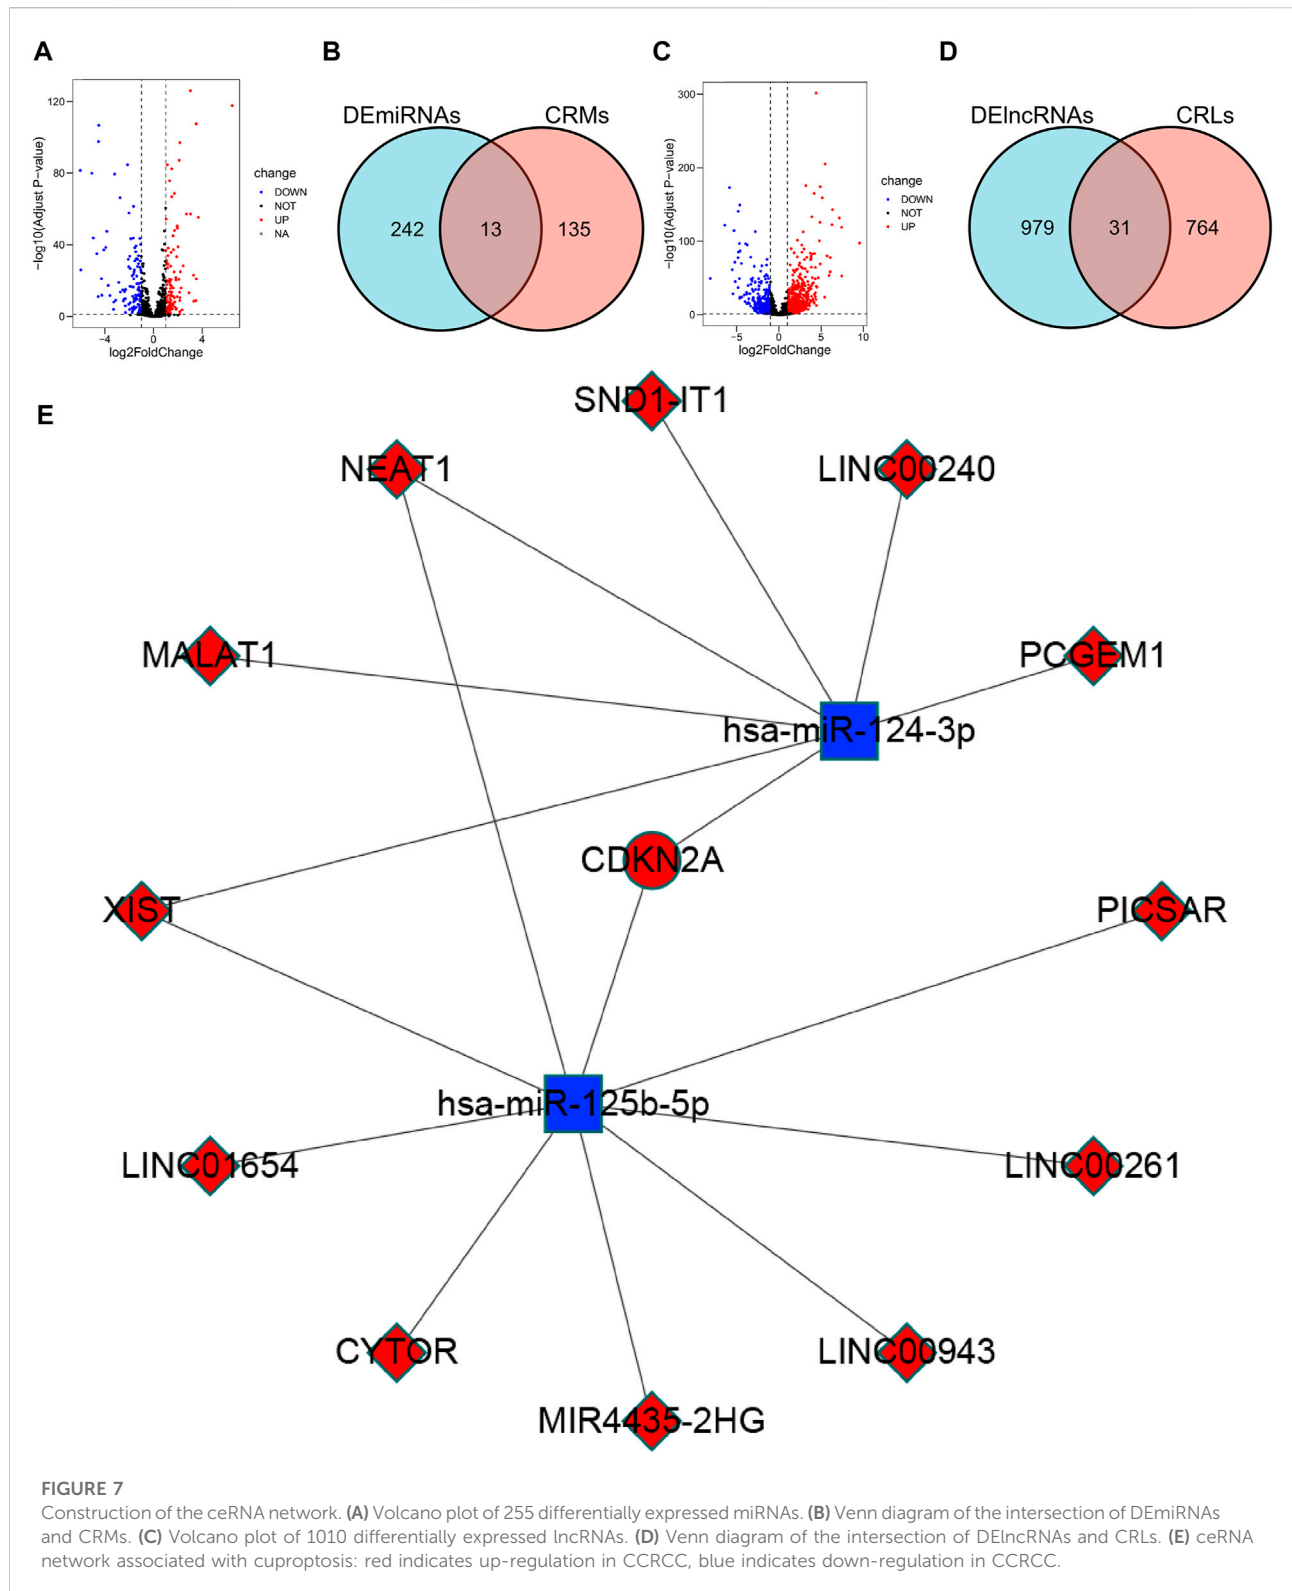 A
B
C
D
120
80
40
0
−4
0
4
−log10(Adjust P−value)
log2FoldChange
change
DOWN
NOT
UP
NA
DEmiRNAs
CRMs
242
13
135
300
200
100
0
−5
0
5
10
−log10(Adjust P−value)
log2FoldChange
change
DOWN
NOT
UP
DElncRNAs
CRLs
979
31
764
E
SND1-IT1
NEAT1
LINC00240
MALAT1
PCGEM1
hsa-miR-124-3p
CDKN2A
XIST
PICSAR
hsa-miR-125b-5p
LINC01654
LINC00261
CYTOR
LINC00943
MIR4435-2HG
FIGURE 7
Construction of the ceRNA network. (A) Volcano plot of 255 differentially expressed miRNAs. (B) Venn diagram of the intersection of DEmiRNAs
and CRMs. (C) Volcano plot of 1010 differentially expressed lncRNAs. (D) Venn diagram of the intersection of DElncRNAs and CRLs. (E) ceRNA
network associated with cuproptosis: red indicates up-regulation in CCRCC, blue indicates down-regulation in CCRCC.